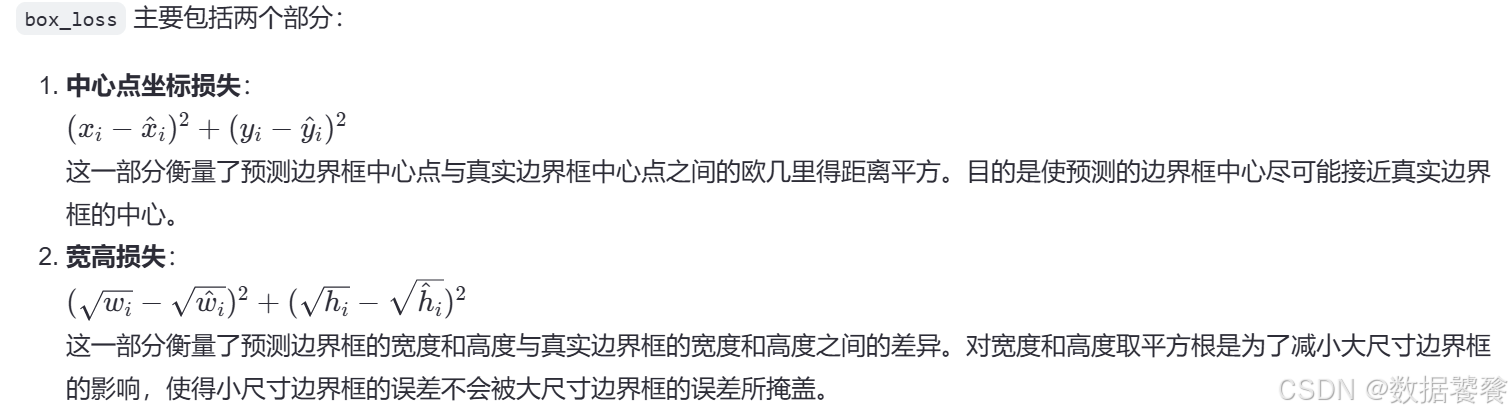 box_loss 主要包括两个部分：
1. 中心点坐标损失：
(xᵢ − x̂ᵢ)² + (yᵢ − ŷᵢ)²
这一部分衡量了预测边界框中心点与真实边界框中心点之间的欧几里得距离平方。目的是使预测的边界框中心尽可能接近真实边界
框的中心。
2. 宽高损失：
(√wᵢ − √ŵᵢ)² + (√hᵢ − √ĥᵢ)²
这一部分衡量了预测边界框的宽度和高度与真实边界框的宽度和高度之间的差异。对宽度和高度取平方根是为了减小大尺寸边界框
的影响，使得小尺寸边界框的误差不会被大尺寸边界框的误差所掩盖。
CSDN @数据饕餮